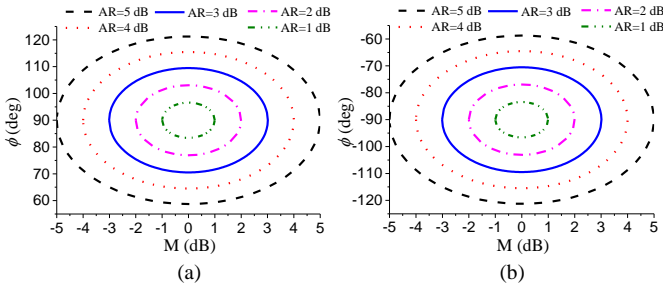 AR=5 dB AR=3 dB AR=2 dB
AR=4 dB AR=1 dB
120
110
100
90
80
70
60
ϕ (deg)
-5 -4 -3 -2 -1 0 1 2 3 4 5
M (dB)
(a)
AR=5 dB AR=3 dB AR=2 dB
AR=4 dB AR=1 dB
-60
-70
-80
-90
-100
-110
-120
ϕ (deg)
-5 -4 -3 -2 -1 0 1 2 3 4 5
M (dB)
(b)